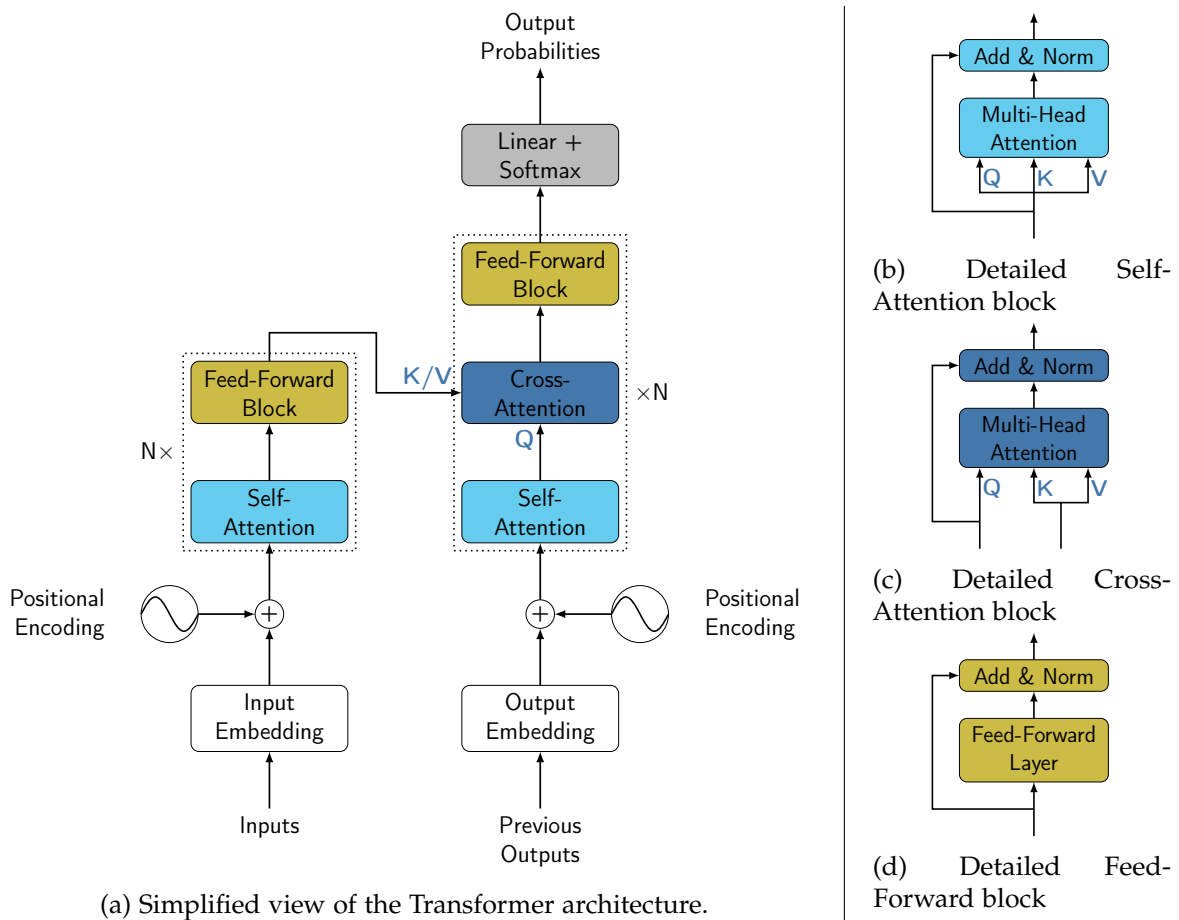 Output
Probabilities
Linear +
Softmax
Feed-Forward
Block
K/V
Cross-
Attention
×N
Q
Self-
Attention
Feed-Forward
Block
N×
Self-
Attention
Positional
Encoding
+
+
Positional
Encoding
Input
Embedding
Output
Embedding
Inputs
Previous
Outputs
(a) Simplified view of the Transformer architecture.
Add & Norm
Multi-Head
Attention
Q K V
(b) Detailed Self-
Attention block
Add & Norm
Multi-Head
Attention
Q K V
(c) Detailed Cross-
Attention block
Add & Norm
Feed-Forward
Layer
(d) Detailed Feed-
Forward block